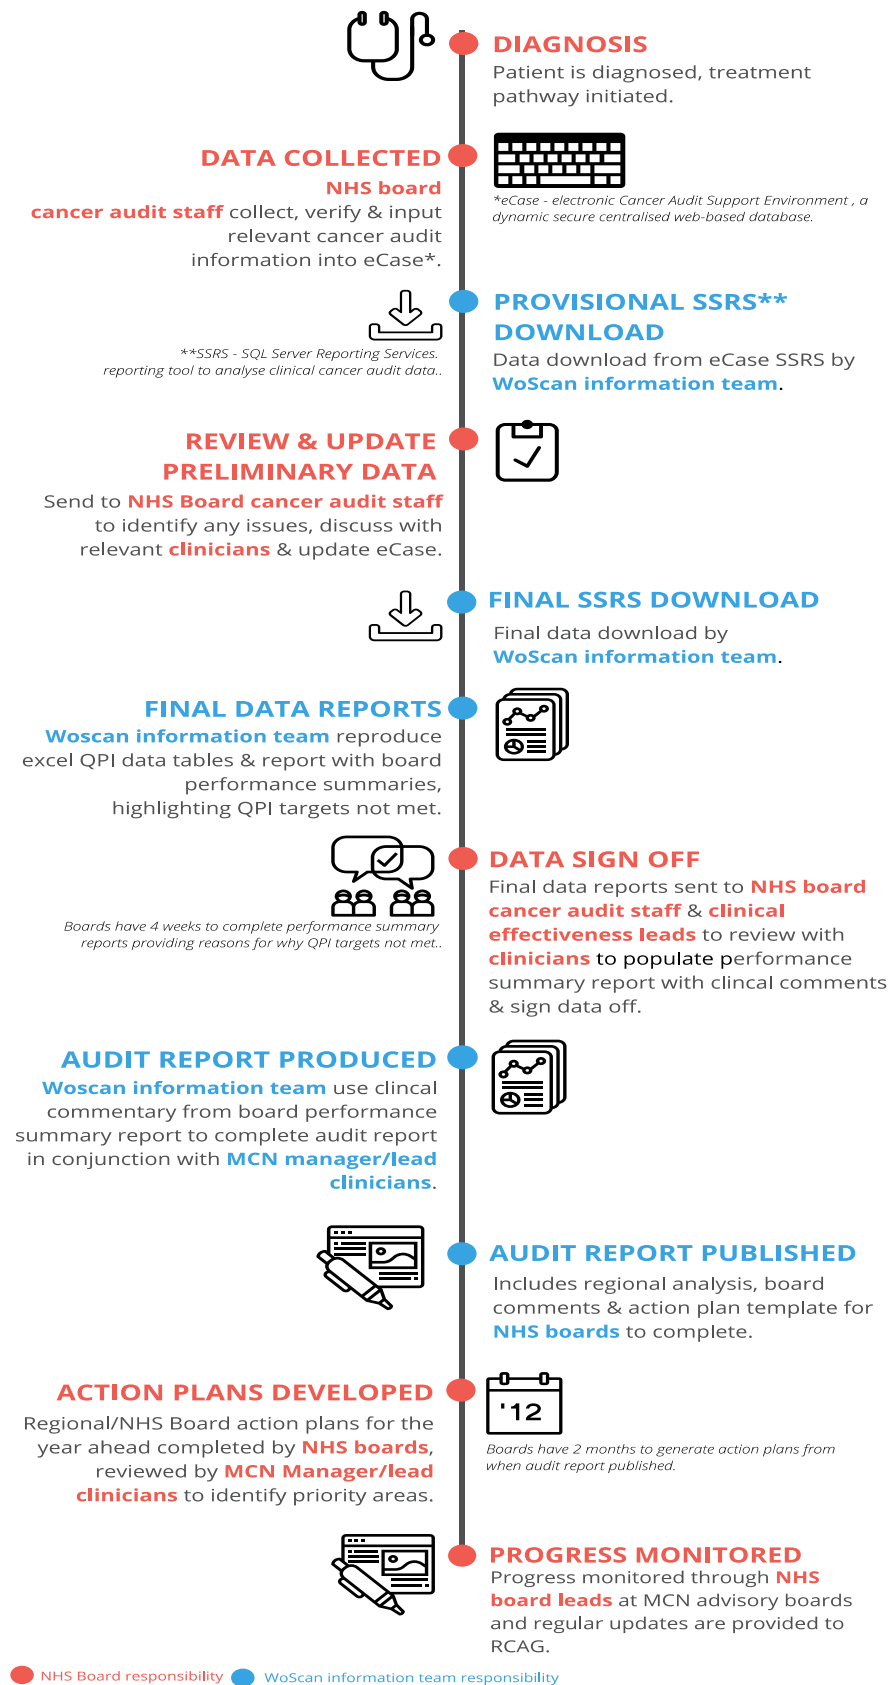 DIAGNOSIS
Patient is diagnosed, treatment
pathway initiated.
DATA COLLECTED
NHS board
cancer audit staff collect, verify & input
relevant cancer audit
information into eCase*.
*eCase - electronic Cancer Audit Support Environment , a
dynamic secure centralised web-based database.
PROVISIONAL SSRS**
DOWNLOAD
Data download from eCase SSRS by
WoScan information team.
**SSRS - SQL Server Reporting Services.
reporting tool to analyse clinical cancer audit data..
REVIEW & UPDATE
PRELIMINARY DATA
Send to NHS Board cancer audit staff
to identify any issues, discuss with
relevant clinicians & update eCase.
FINAL SSRS DOWNLOAD
Final data download by
WoScan information team.
FINAL DATA REPORTS
Woscan information team reproduce
excel QPI data tables & report with board
performance summaries,
highlighting QPI targets not met.
DATA SIGN OFF
Final data reports sent to NHS board
cancer audit staff & clinical
effectiveness leads to review with
clinicians to populate performance
summary report with clincal comments
& sign data off.
Boards have 4 weeks to complete performance summary
reports providing reasons for why QPI targets not met..
AUDIT REPORT PRODUCED
Woscan information team use clincal
commentary from board performance
summary report to complete audit report
in conjunction with MCN manager/lead
clinicians.
AUDIT REPORT PUBLISHED
Includes regional analysis, board
comments & action plan template for
NHS boards to complete.
ACTION PLANS DEVELOPED
Regional/NHS Board action plans for the
year ahead completed by NHS boards,
reviewed by MCN Manager/lead
clinicians to identify priority areas.
'12
Boards have 2 months to generate action plans from
when audit report published.
PROGRESS MONITORED
Progress monitored through NHS
board leads at MCN advisory boards
and regular updates are provided to
RCAG.
NHS Board responsibility
WoScan information team responsibility